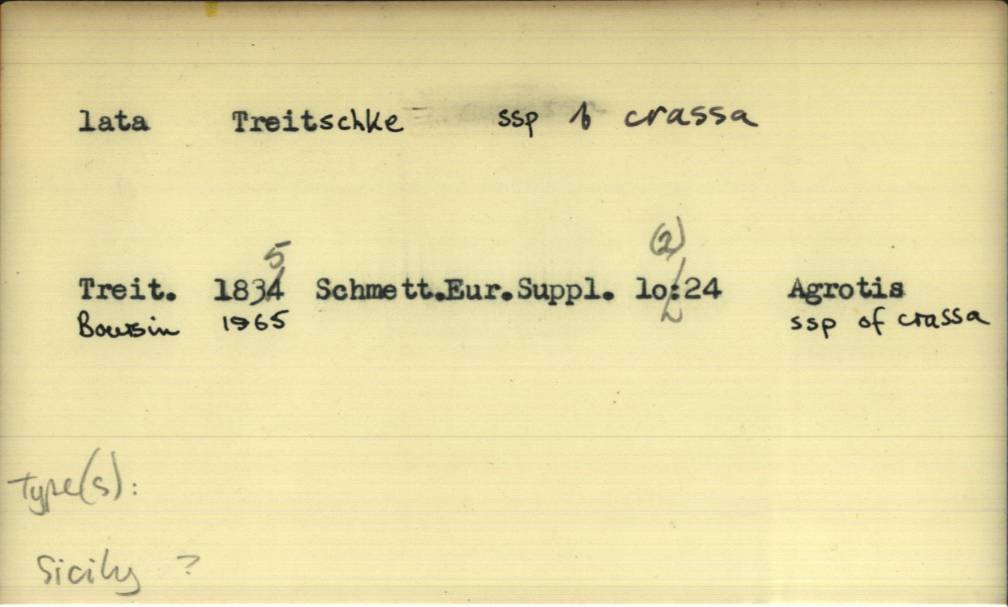 lata Treitschke ssp of crassa
5 (2)
Treit. 1834 Schmett.Eur.Suppl. lo:24 Agrotis
Boursin 1965 ssp of crassa
Type(s):
Sicily ?